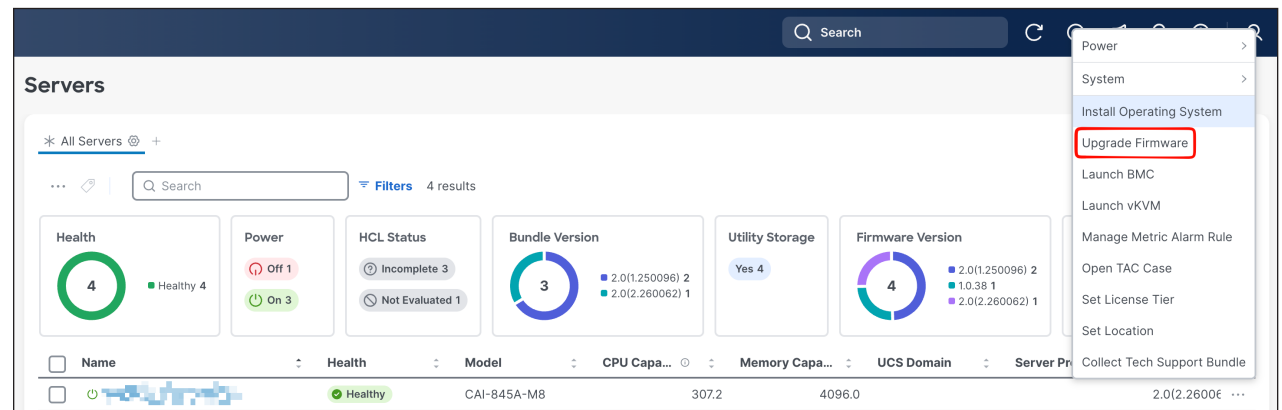 Search
Power
System
Install Operating System
Upgrade Firmware
Launch BMC
Launch vKVM
Manage Metric Alarm Rule
Open TAC Case
Set License Tier
Set Location
Collect Tech Support Bundle
Servers
All Servers
Search
Filters 4 results
Health
4
Healthy 4
Power
Off 1
On 3
HCL Status
Incomplete 3
Not Evaluated 1
Bundle Version
3
2.0(1.250096) 2
2.0(2.260062) 1
Utility Storage
Yes 4
Firmware Version
4
2.0(1.250096) 2
1.0.38 1
2.0(2.260062) 1
Name Health Model CPU Capa... Memory Capa... UCS Domain Server Pr
Healthy CAI-845A-M8 307.2 4096.0 2.0(2.26006